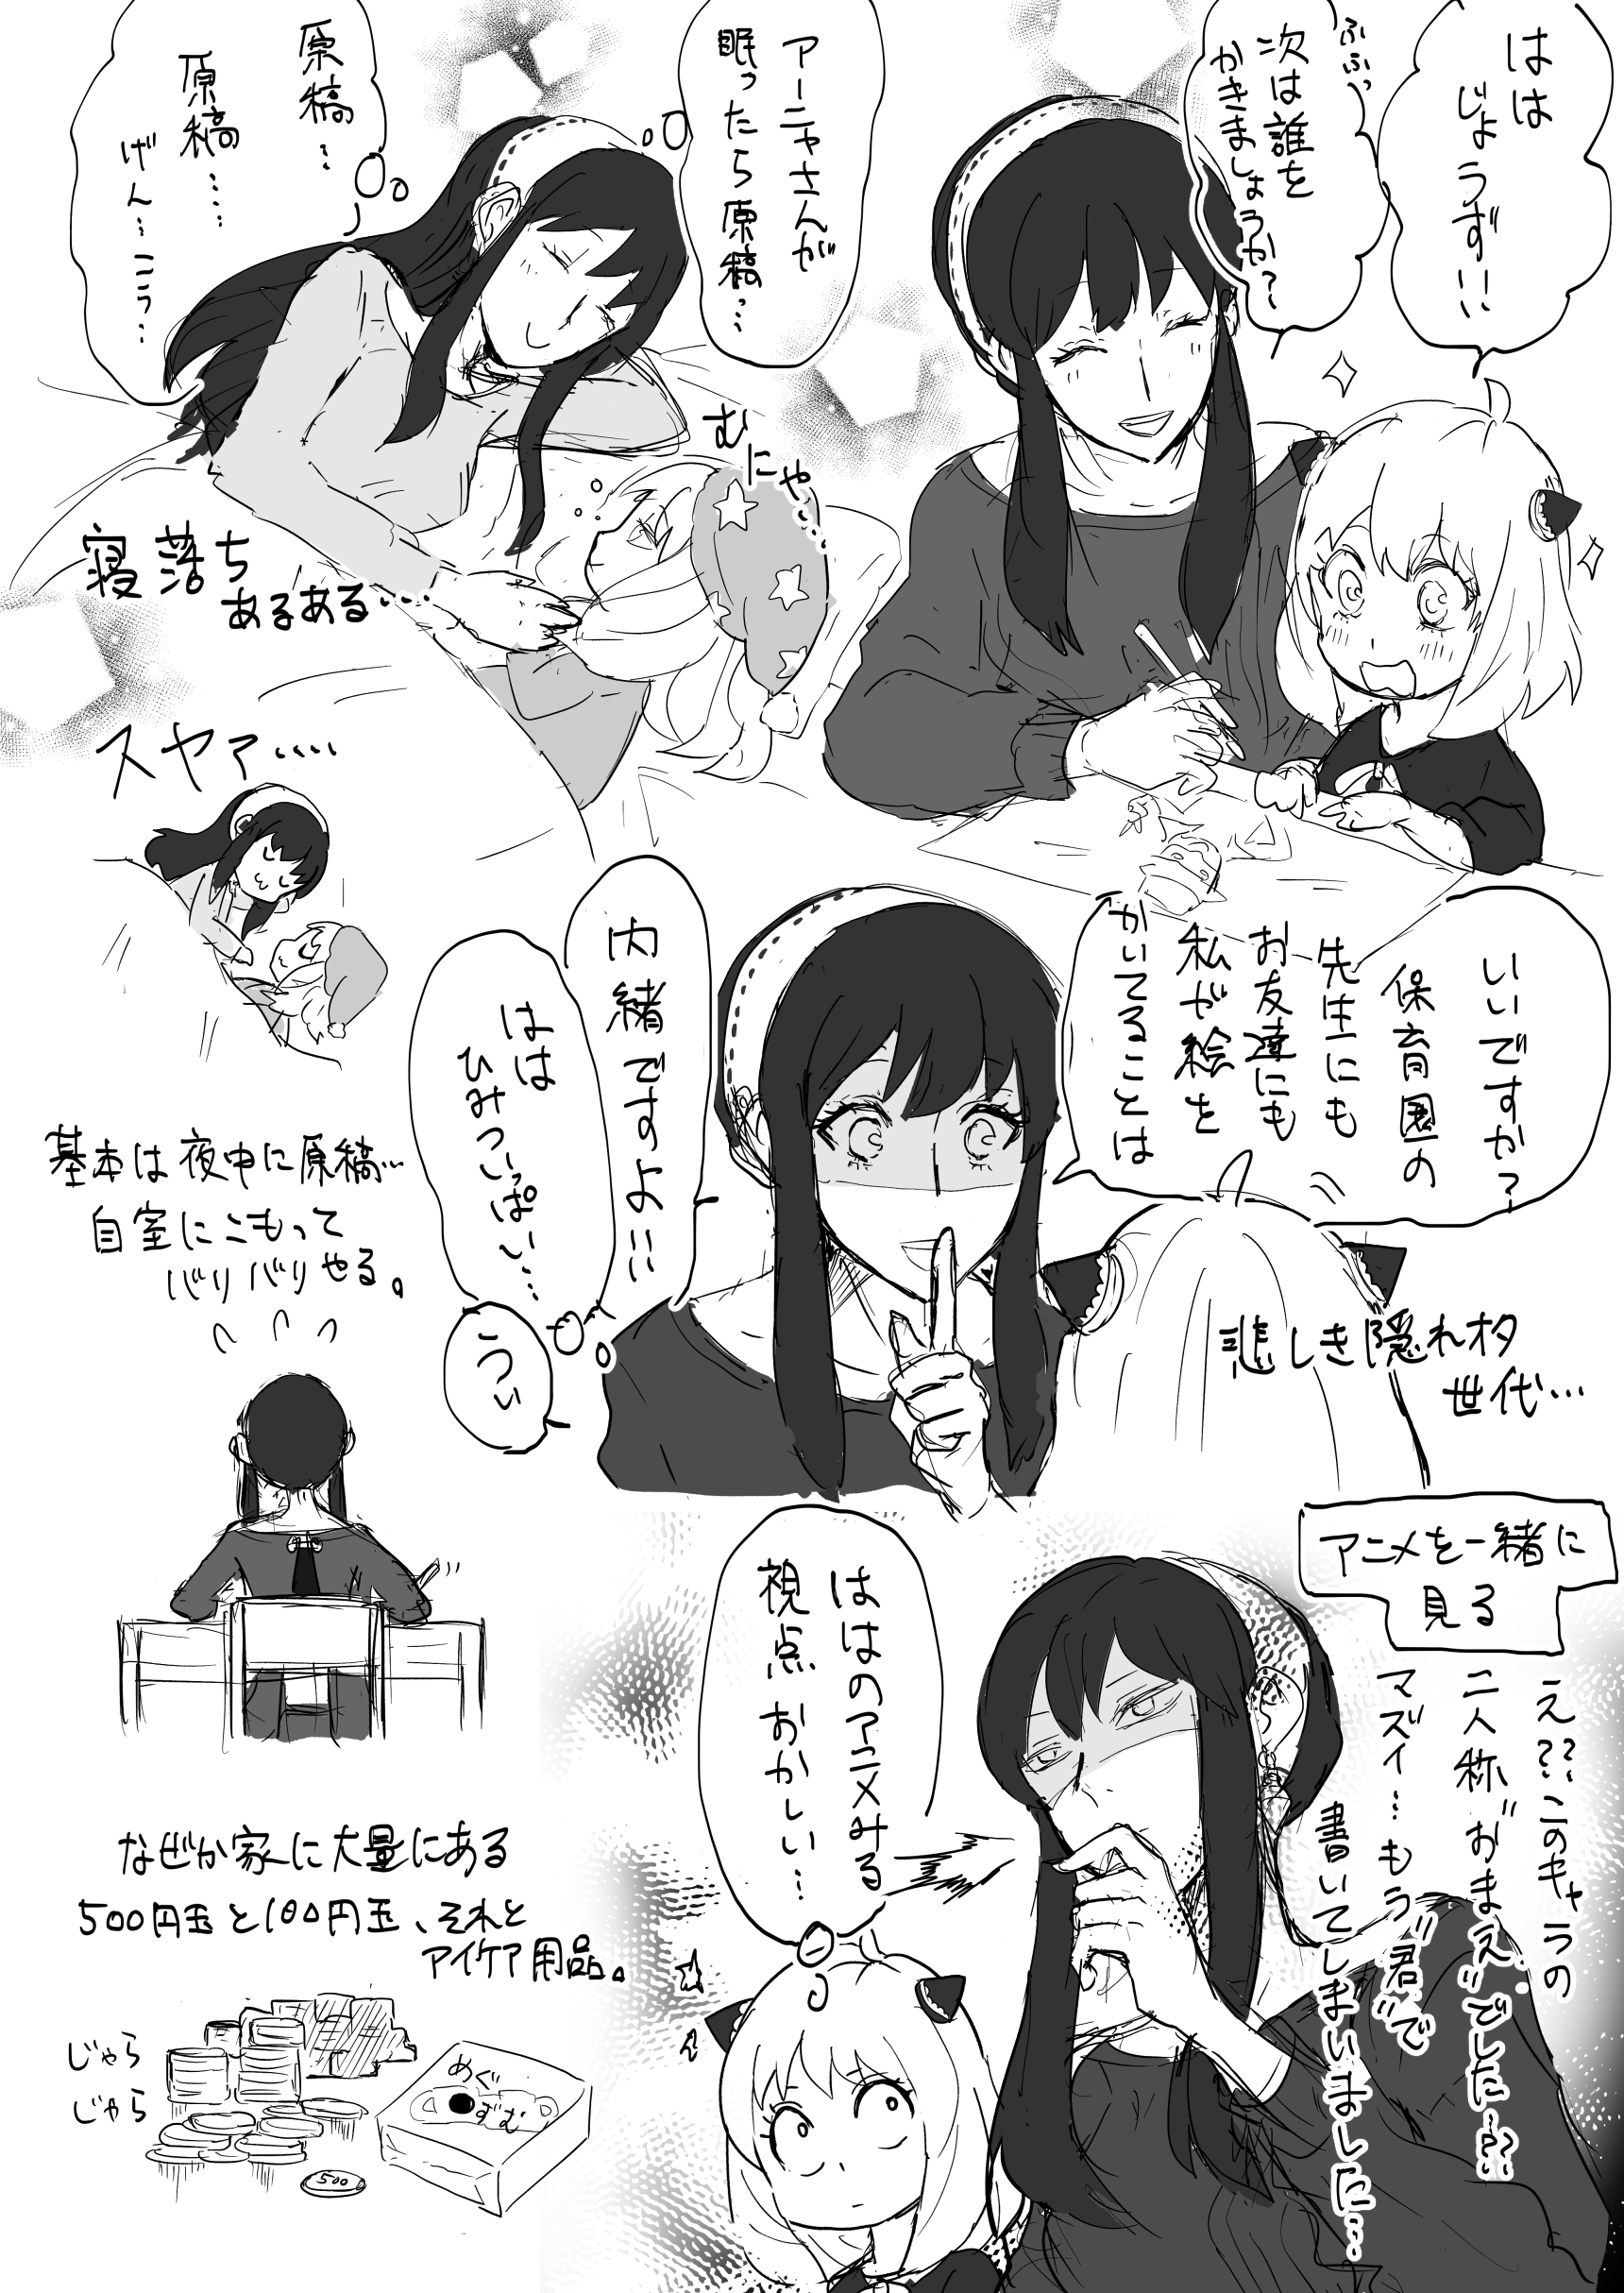 はは
じょうずい
ふふっ
次は誰を
かきましょうか?
アーニャさんが
眠ったら原稿…
原稿…
原稿……
げん…こう…
むにゃ…
寝落ち
あるある…
スヤァ……
いいですか?
保育園の
先生にも
お友達にも
私が絵を
かいてることは
内緒ですよ!!
はは
ひみついーっぱい…
うぃ
悲しき隠れオタ
世代…
基本は夜中に原稿…
自室にこもって
バリバリやる。
アニメを一緒に
見る
え??このキャラの
二人称"おまえ"でした…??
マズイ…もう"君"で
書いてしまいました…
ははのアニメみる
視点おかしい…
なぜか家に大量にある
500円玉と100円玉、それと
アイケア用品。
じゃら
じゃら
めぐ
ずむ
500